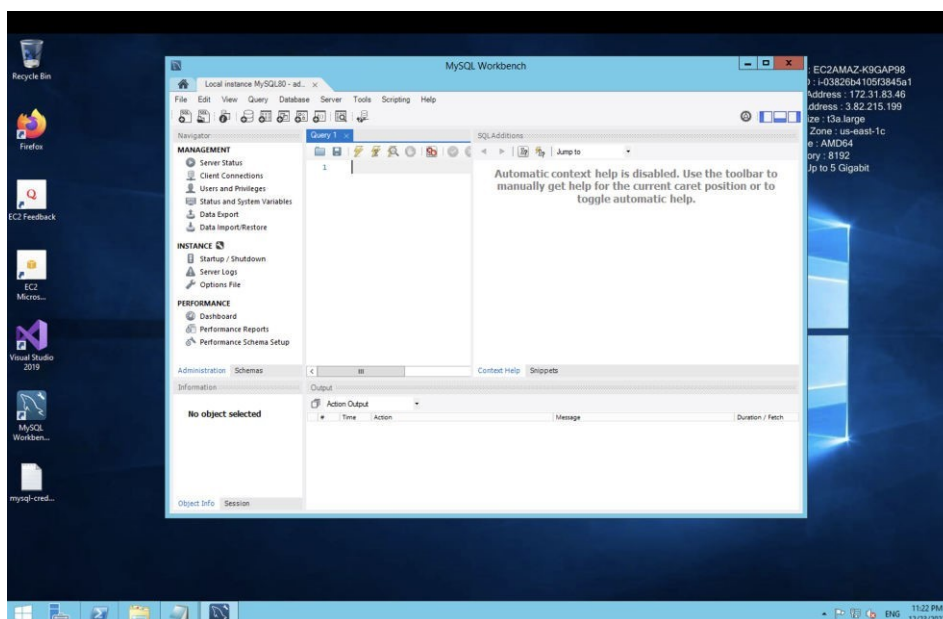 Recycle Bin
Firefox
EC2 Feedback
EC2
Micros...
Visual Studio
2019
MySQL
Workben...
mysql-cred...
MySQL Workbench
Local instance MySQL80 - ad...
File Edit View Query Database Server Tools Scripting Help
Navigator
MANAGEMENT
Server Status
Client Connections
Users and Privileges
Status and System Variables
Data Export
Data Import/Restore
INSTANCE
Startup / Shutdown
Server Logs
Options File
PERFORMANCE
Dashboard
Performance Reports
Performance Schema Setup
Administration Schemas
Information
No object selected
Object Info Session
Query 1
1
SQLAdditions
Jump to
Automatic context help is disabled. Use the toolbar to
manually get help for the current caret position or to
toggle automatic help.
Context Help Snippets
Output
Action Output
# Time Action Message Duration / Fetch
: EC2AMAZ-K9GAP98
: i-03826b4105f3845a1
Address : 172.31.83.46
ddress : 3.82.215.199
ize : t3a.large
Zone : us-east-1c
e : AMD64
ory : 8192
Up to 5 Gigabit
ENG
11:22 PM